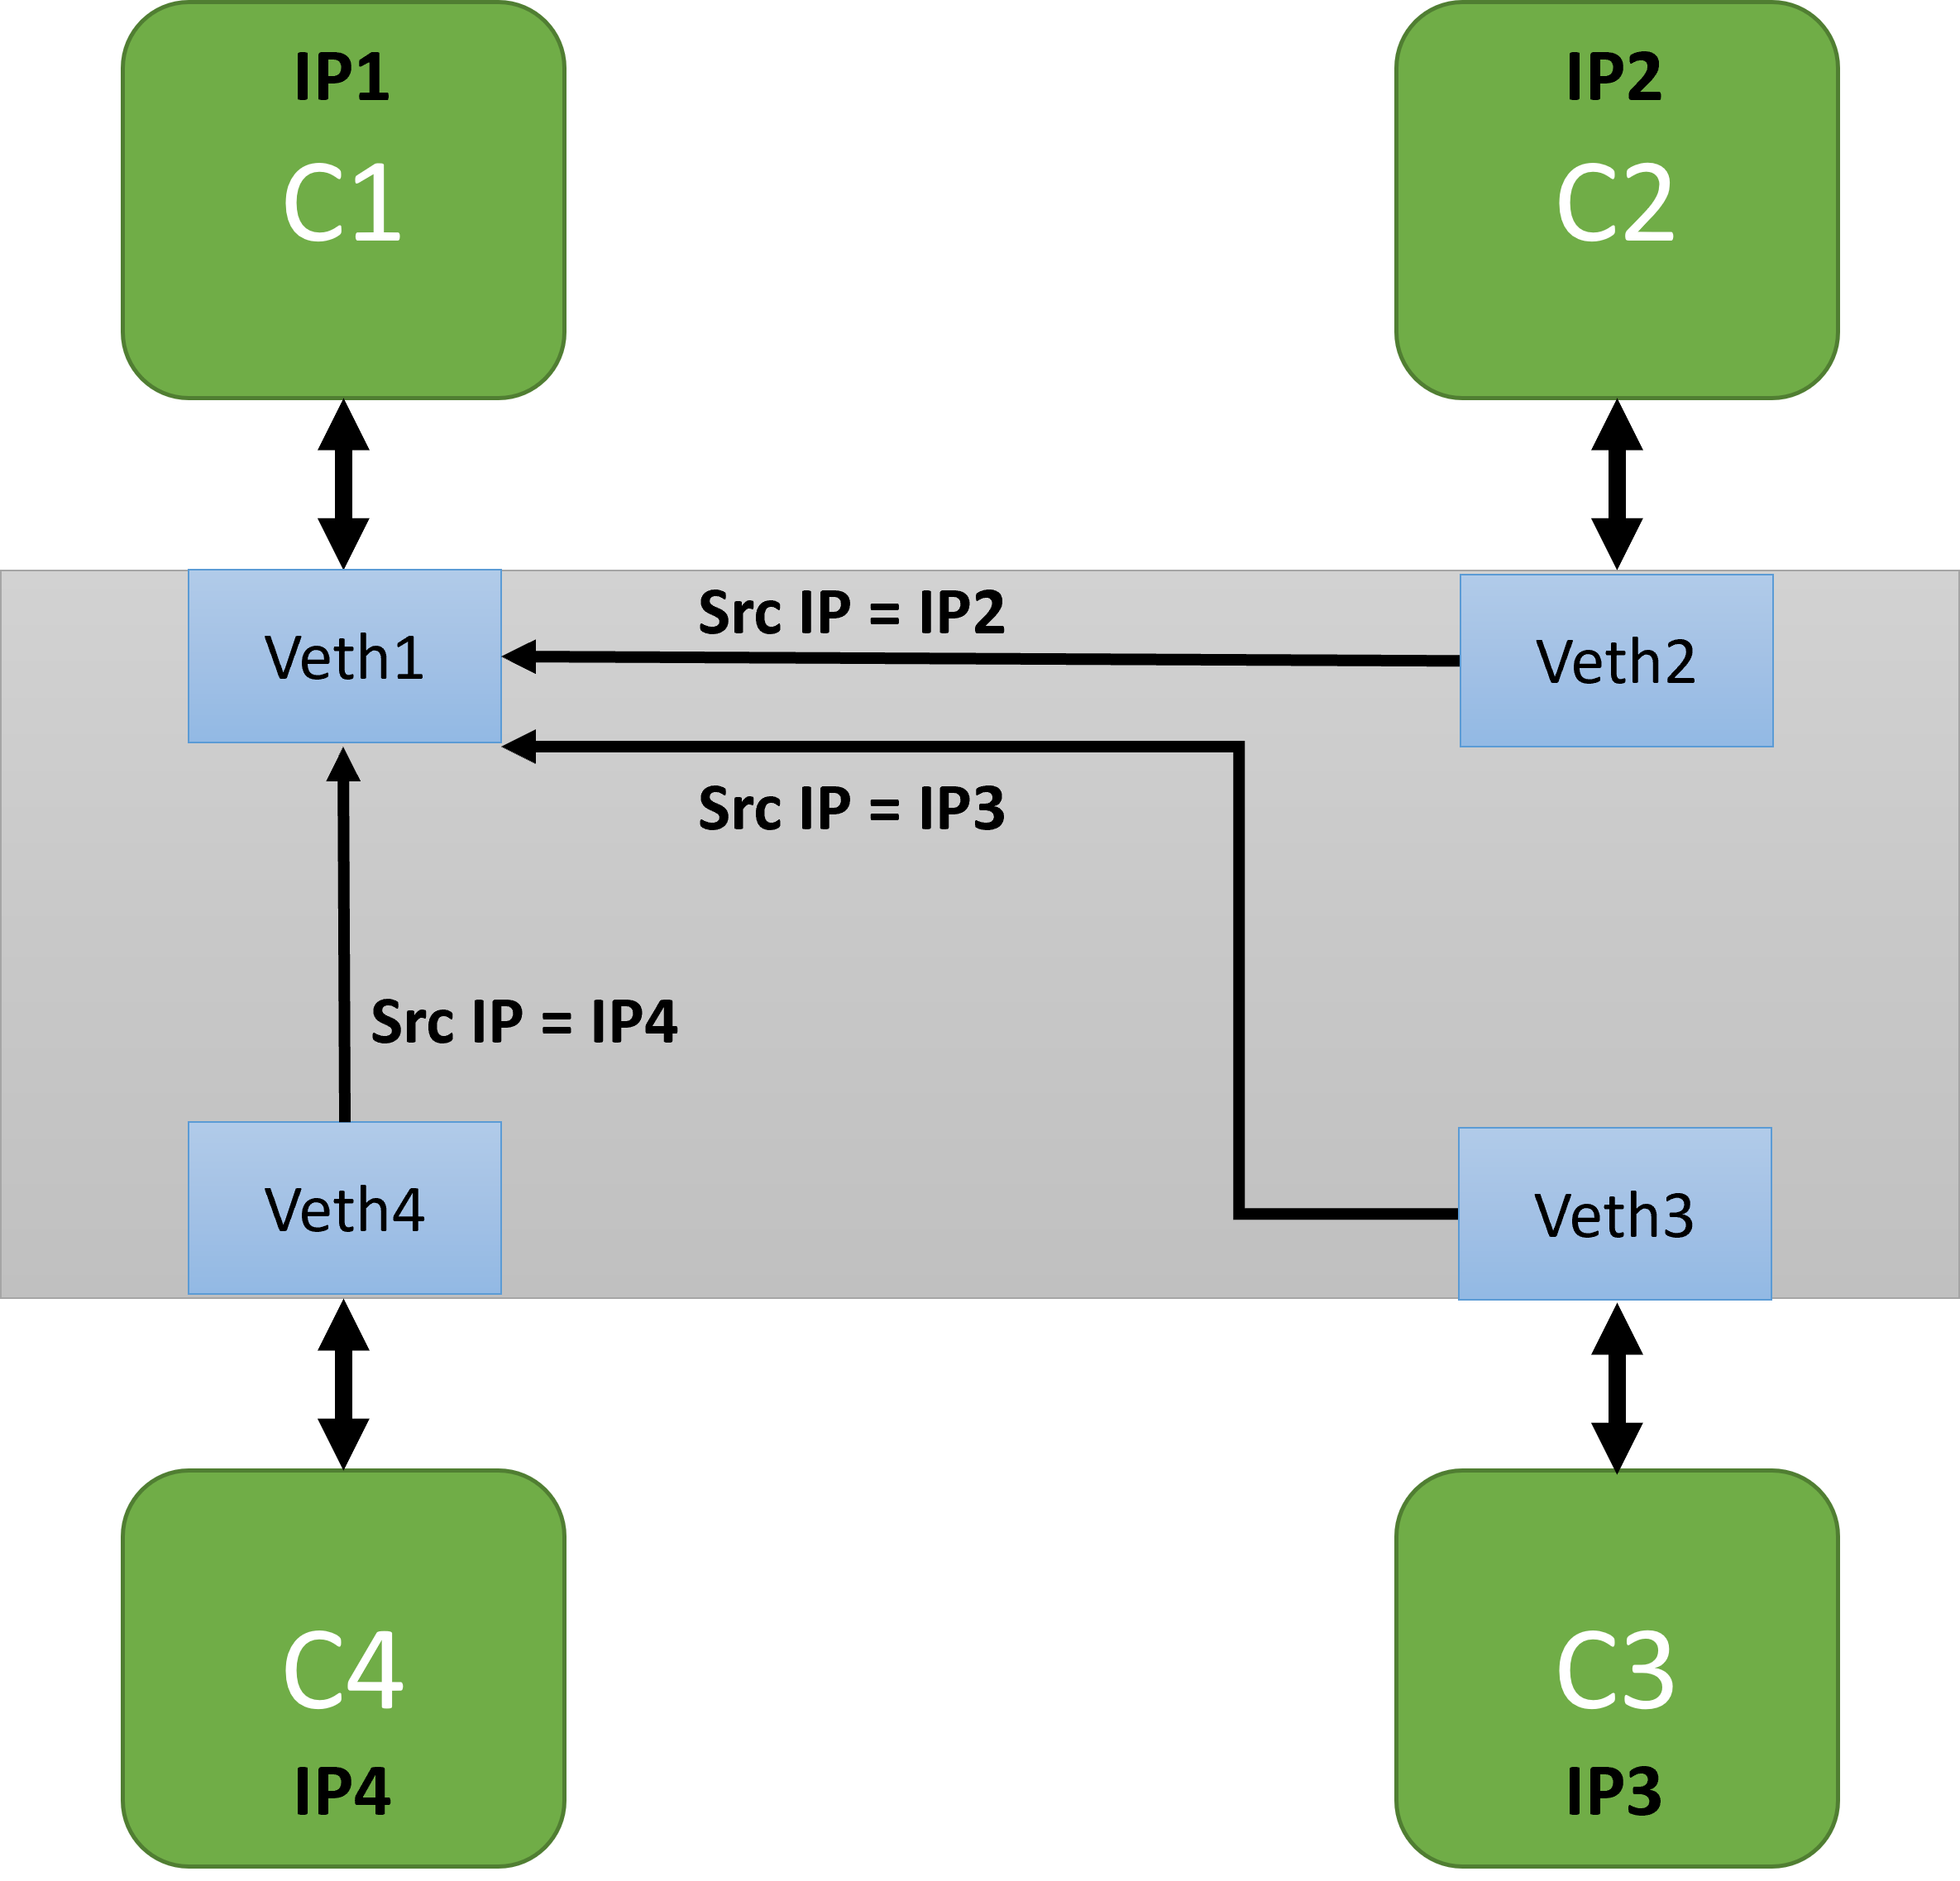 IP1
C1
IP2
C2
Veth1
Src IP = IP2
Veth2
Src IP = IP3
Src IP = IP4
Veth4
Veth3
C4
IP4
C3
IP3